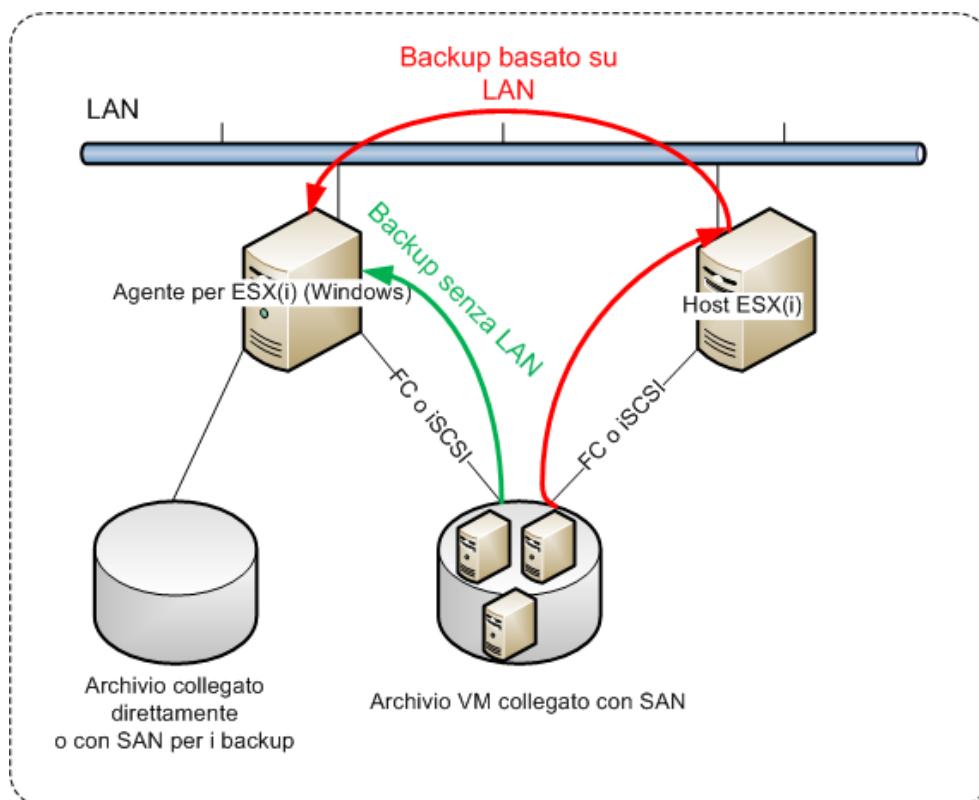 Backup basato su
LAN
LAN
Backup senza LAN
Agente per ESX(i) (Windows)
Host ESX(i)
FC o iSCSI
FC o iSCSI
Archivio collegato
direttamente
o con SAN per i backup
Archivio VM collegato con SAN